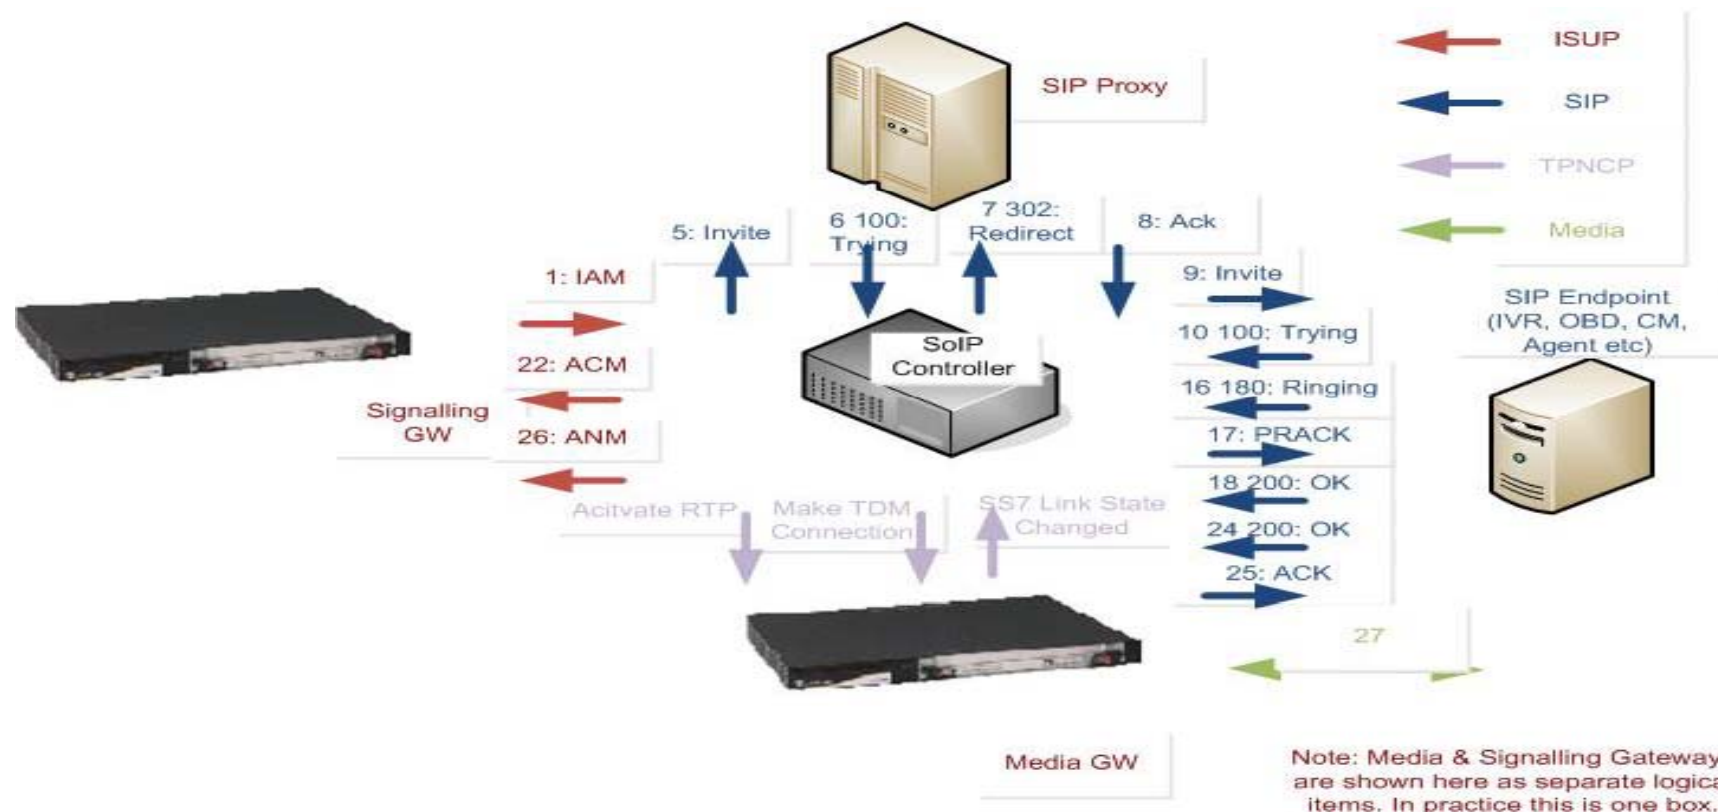 SIP Proxy
ISUP
SIP
TPNCP
Media
5: Invite
6 100:
Trying
7 302:
Redirect
8: Ack
1: IAM
22: ACM
Signalling
GW
26: ANM
SoIP
Controller
9: Invite
10 100: Trying
16 180: Ringing
17: PRACK
18 200: OK
24 200: OK
25: ACK
SIP Endpoint
(IVR, OBD, CM,
Agent etc)
Acitvate RTP
Make TDM
Connection
SS7 Link State
Changed
27
Media GW
Note: Media & Signalling Gateway
are shown here as separate logica
items. In practice this is one box.